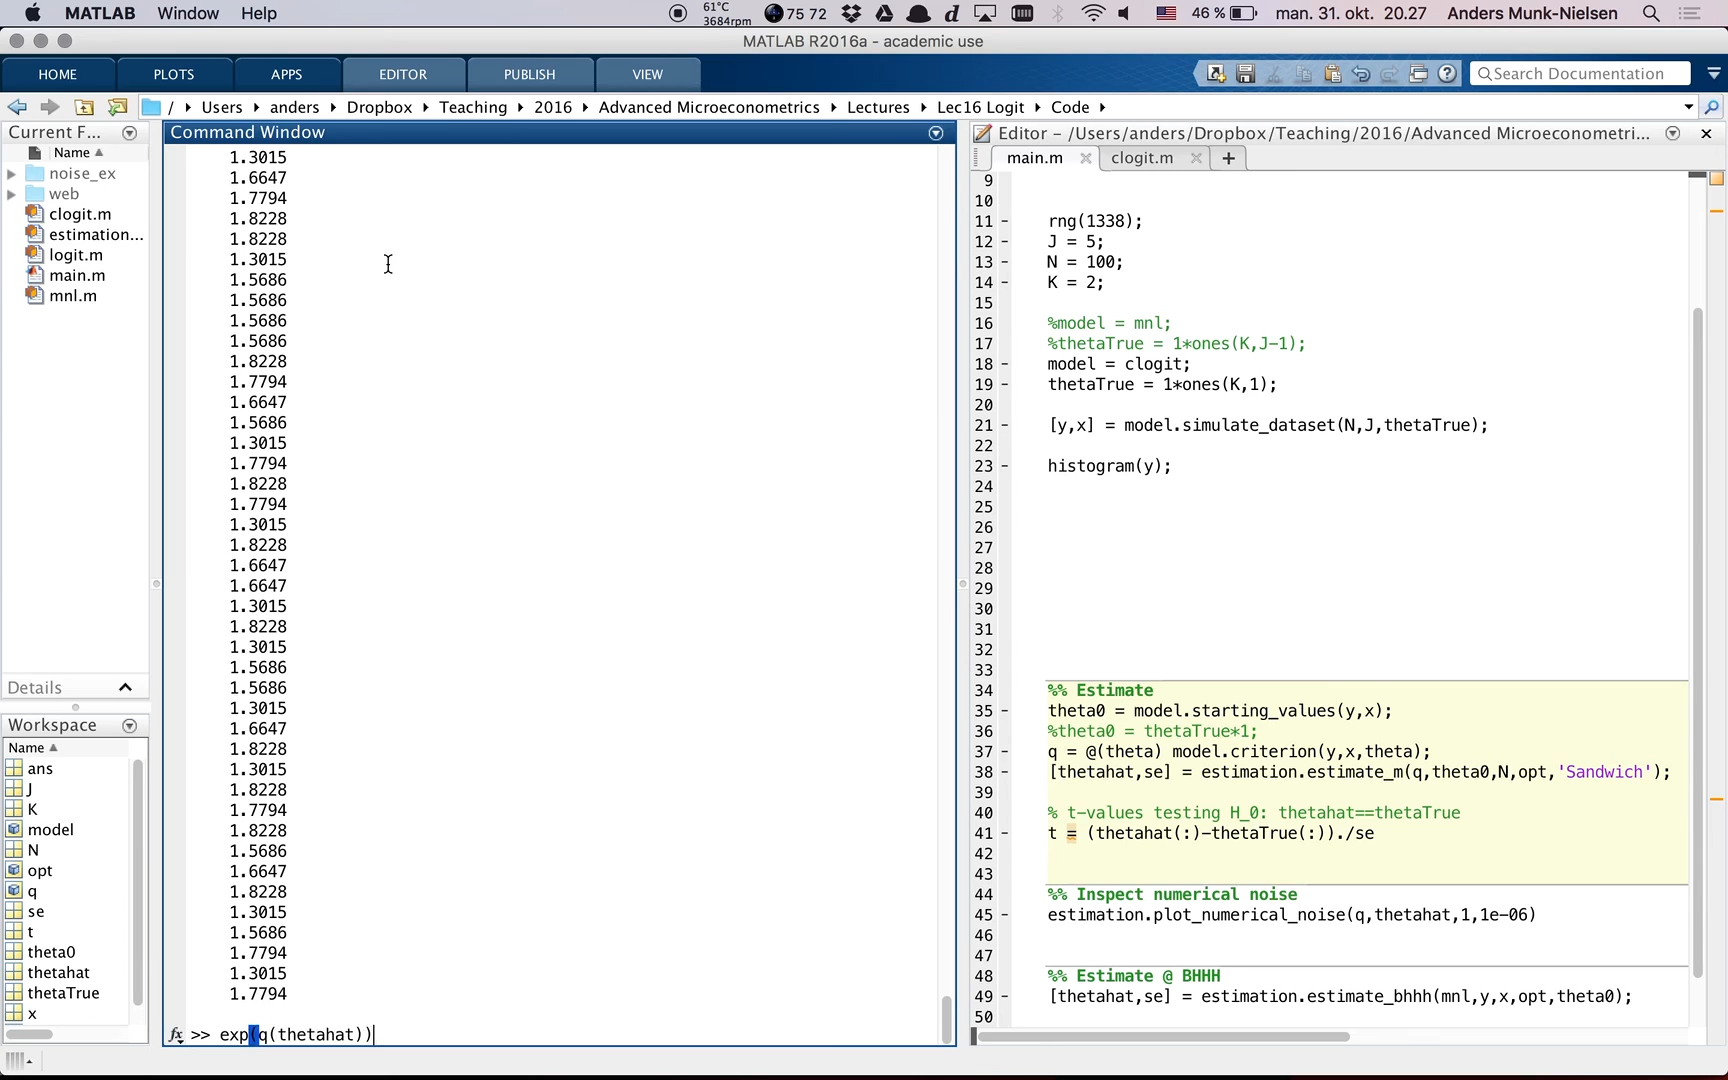 MATLAB Window Help 61°C 3684rpm 75 72 46 % man. 31. okt. 20.27 Anders Munk-Nielsen
MATLAB R2016a - academic use
HOME PLOTS APPS EDITOR PUBLISH VIEW Search Documentation
/ Users anders Dropbox Teaching 2016 Advanced Microeconometrics Lectures Lec16 Logit Code
Current F...
Name
noise_ex
web
clogit.m
estimation...
logit.m
main.m
mnl.m
Details
Workspace
Name
ans
J
K
model
N
opt
q
se
t
theta0
thetahat
thetaTrue
x
Command Window
1.3015
1.6647
1.7794
1.8228
1.8228
1.3015
1.5686
1.5686
1.5686
1.5686
1.8228
1.7794
1.6647
1.5686
1.3015
1.7794
1.8228
1.7794
1.3015
1.8228
1.6647
1.6647
1.3015
1.8228
1.3015
1.5686
1.5686
1.3015
1.6647
1.8228
1.3015
1.8228
1.7794
1.8228
1.5686
1.6647
1.8228
1.3015
1.5686
1.7794
1.3015
1.7794
fx >> exp(q(thetahat))
Editor - /Users/anders/Dropbox/Teaching/2016/Advanced Microeconometri...
main.m clogit.m
9
10
11 - rng(1338);
12 - J = 5;
13 - N = 100;
14 - K = 2;
15
16 %model = mnl;
17 %thetaTrue = 1*ones(K,J-1);
18 - model = clogit;
19 - thetaTrue = 1*ones(K,1);
20
21 - [y,x] = model.simulate_dataset(N,J,thetaTrue);
22
23 - histogram(y);
24
25
26
27
28
29
30
31
32
33
34 %% Estimate
35 - theta0 = model.starting_values(y,x);
36 %theta0 = thetaTrue*1;
37 - q = @(theta) model.criterion(y,x,theta);
38 - [thetahat,se] = estimation.estimate_m(q,theta0,N,opt,'Sandwich');
39
40 % t-values testing H_0: thetahat==thetaTrue
41 - t = (thetahat(:)-thetaTrue(:))./se
42
43
44 %% Inspect numerical noise
45 - estimation.plot_numerical_noise(q,thetahat,1,1e-06)
46
47
48 %% Estimate @ BHHH
49 - [thetahat,se] = estimation.estimate_bhhh(mnl,y,x,opt,theta0);
50